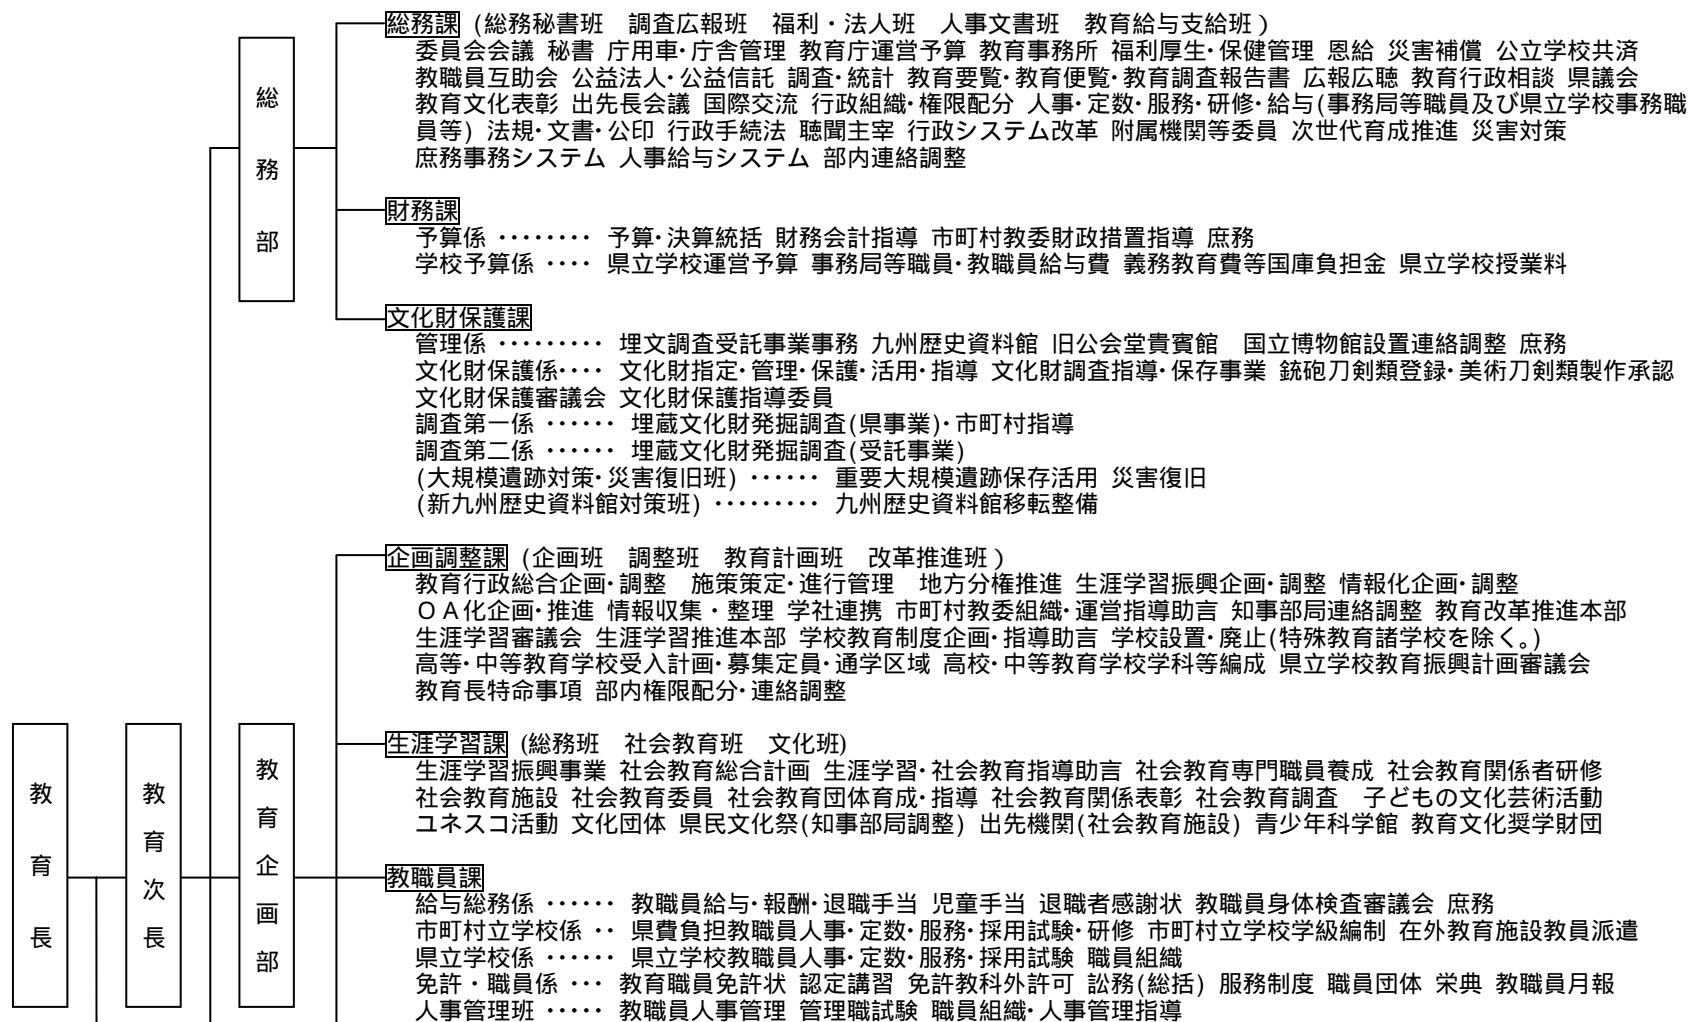 総務課 (総務秘書班　調査広報班　福利・法人班　人事文書班　教育給与支給班)
委員会会議 秘書 庁用車・庁舎管理 教育庁運営予算 教育事務所 福利厚生・保健管理 恩給 災害補償 公立学校共済
教職員互助会 公益法人・公益信託 調査・統計 教育要覧・教育便覧・教育調査報告書 広報広聴 教育行政相談 県議会
教育文化表彰 出先長会議 国際交流 行政組織・権限配分 人事・定数・服務・研修・給与(事務局等職員及び県立学校事務職
員等) 法規・文書・公印 行政手続法 聴聞主宰 行政システム改革 附属機関等委員 次世代育成推進 災害対策
庶務事務システム 人事給与システム 部内連絡調整
総務部
財務課
予算係 ‥‥‥‥ 予算・決算統括 財務会計指導 市町村教委財政措置指導 庶務
学校予算係 ‥‥ 県立学校運営予算 事務局等職員・教職員給与費 義務教育費等国庫負担金 県立学校授業料
文化財保護課
管理係 ‥‥‥‥‥ 埋文調査受託事業事務 九州歴史資料館 旧公会堂貴賓館　国立博物館設置連絡調整 庶務
文化財保護係‥‥ 文化財指定・管理・保護・活用・指導 文化財調査指導・保存事業 銃砲刀剣類登録・美術刀剣類製作承認
文化財保護審議会 文化財保護指導委員
調査第一係 ‥‥‥ 埋蔵文化財発掘調査(県事業)・市町村指導
調査第二係 ‥‥‥ 埋蔵文化財発掘調査(受託事業)
(大規模遺跡対策・災害復旧班) ‥‥‥ 重要大規模遺跡保存活用 災害復旧
(新九州歴史資料館対策班) ‥‥‥‥‥ 九州歴史資料館移転整備
企画調整課 (企画班　調整班　教育計画班　改革推進班)
教育行政総合企画・調整　施策策定・進行管理　地方分権推進 生涯学習振興企画・調整 情報化企画・調整
ＯＡ化企画・推進 情報収集・整理 学社連携 市町村教委組織・運営指導助言 知事部局連絡調整 教育改革推進本部
生涯学習審議会 生涯学習推進本部 学校教育制度企画・指導助言 学校設置・廃止(特殊教育諸学校を除く。)
高等・中等教育学校受入計画・募集定員・通学区域 高校・中等教育学校学科等編成 県立学校教育振興計画審議会
教育長特命事項 部内権限配分・連絡調整
生涯学習課 (総務班　社会教育班　文化班)
生涯学習振興事業 社会教育総合計画 生涯学習・社会教育指導助言 社会教育専門職員養成 社会教育関係者研修
社会教育施設 社会教育委員 社会教育団体育成・指導 社会教育関係表彰 社会教育調査　子どもの文化芸術活動
ユネスコ活動 文化団体 県民文化祭(知事部局調整) 出先機関(社会教育施設) 青少年科学館 教育文化奨学財団
教育長
教育次長
教育企画部
教職員課
給与総務係 ‥‥‥ 教職員給与・報酬・退職手当 児童手当 退職者感謝状 教職員身体検査審議会 庶務
市町村立学校係 ‥ 県費負担教職員人事・定数・服務・採用試験・研修 市町村立学校学級編制 在外教育施設教員派遣
県立学校係 ‥‥‥ 県立学校教職員人事・定数・服務・採用試験 職員組織
免許・職員係 … 教育職員免許状 認定講習 免許教科外許可 訟務(総括) 服務制度 職員団体 栄典 教職員月報
人事管理班 ‥‥・ 教職員人事管理 管理職試験 職員組織・人事管理指導